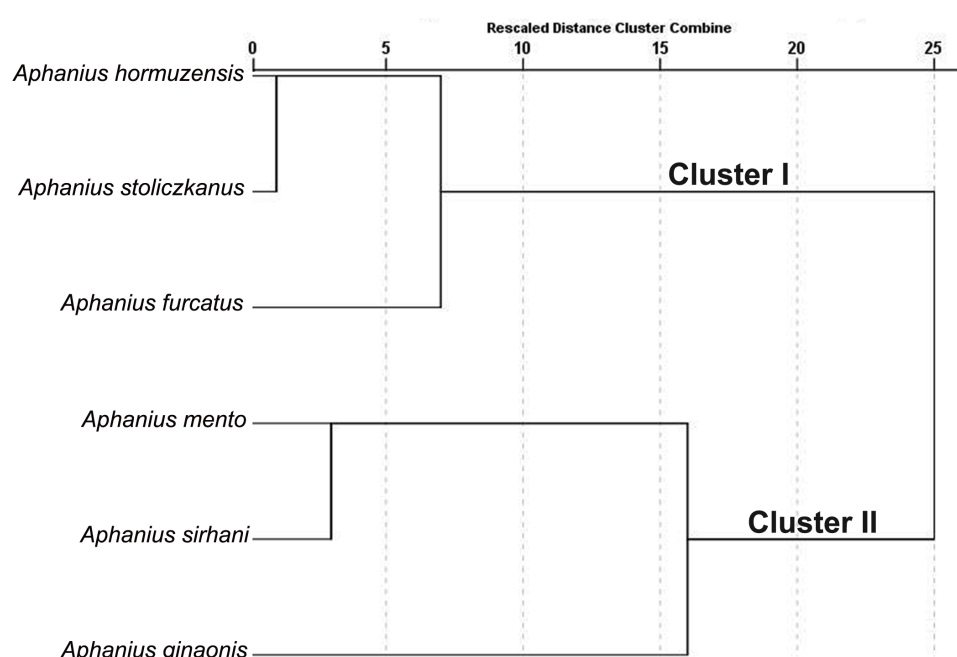 Rescaled Distance Cluster Combine
0 5 10 15 20 25
Aphanius hormuzensis
Aphanius stoliczkanus
Cluster I
Aphanius furcatus
Aphanius mento
Aphanius sirhani
Cluster II
Aphanius ginaonis